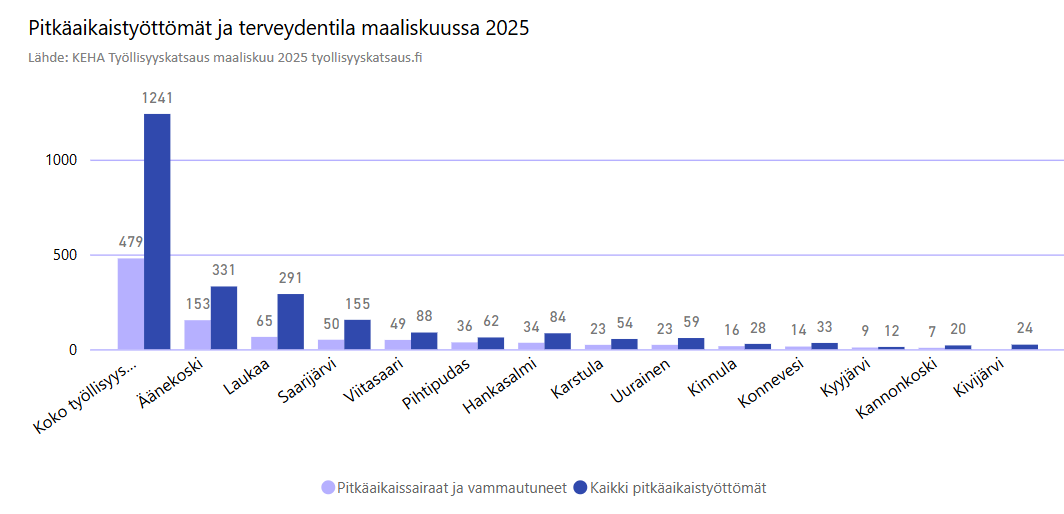 Pitkäaikaistyöttömät ja terveydentila maaliskuussa 2025
Lähde: KEHA Työllisyyskatsaus maaliskuu 2025 tyollisyyskatsaus.fi
1241
1000
479
500
153
331
65
291
50
155
49
88
36
62
34
84
23
54
23
59
16
28
14
33
9
12
7
20
24
0
Koko työllisyys...
Äänekoski
Laukaa
Saarijärvi
Viitasaari
Pihtipudas
Hankasalmi
Karstula
Uurainen
Kinnula
Konnevesi
Kyyjärvi
Kannonkoski
Kivijärvi
Pitkäaikaissairaat ja vammautuneet
Kaikki pitkäaikaistyöttömät